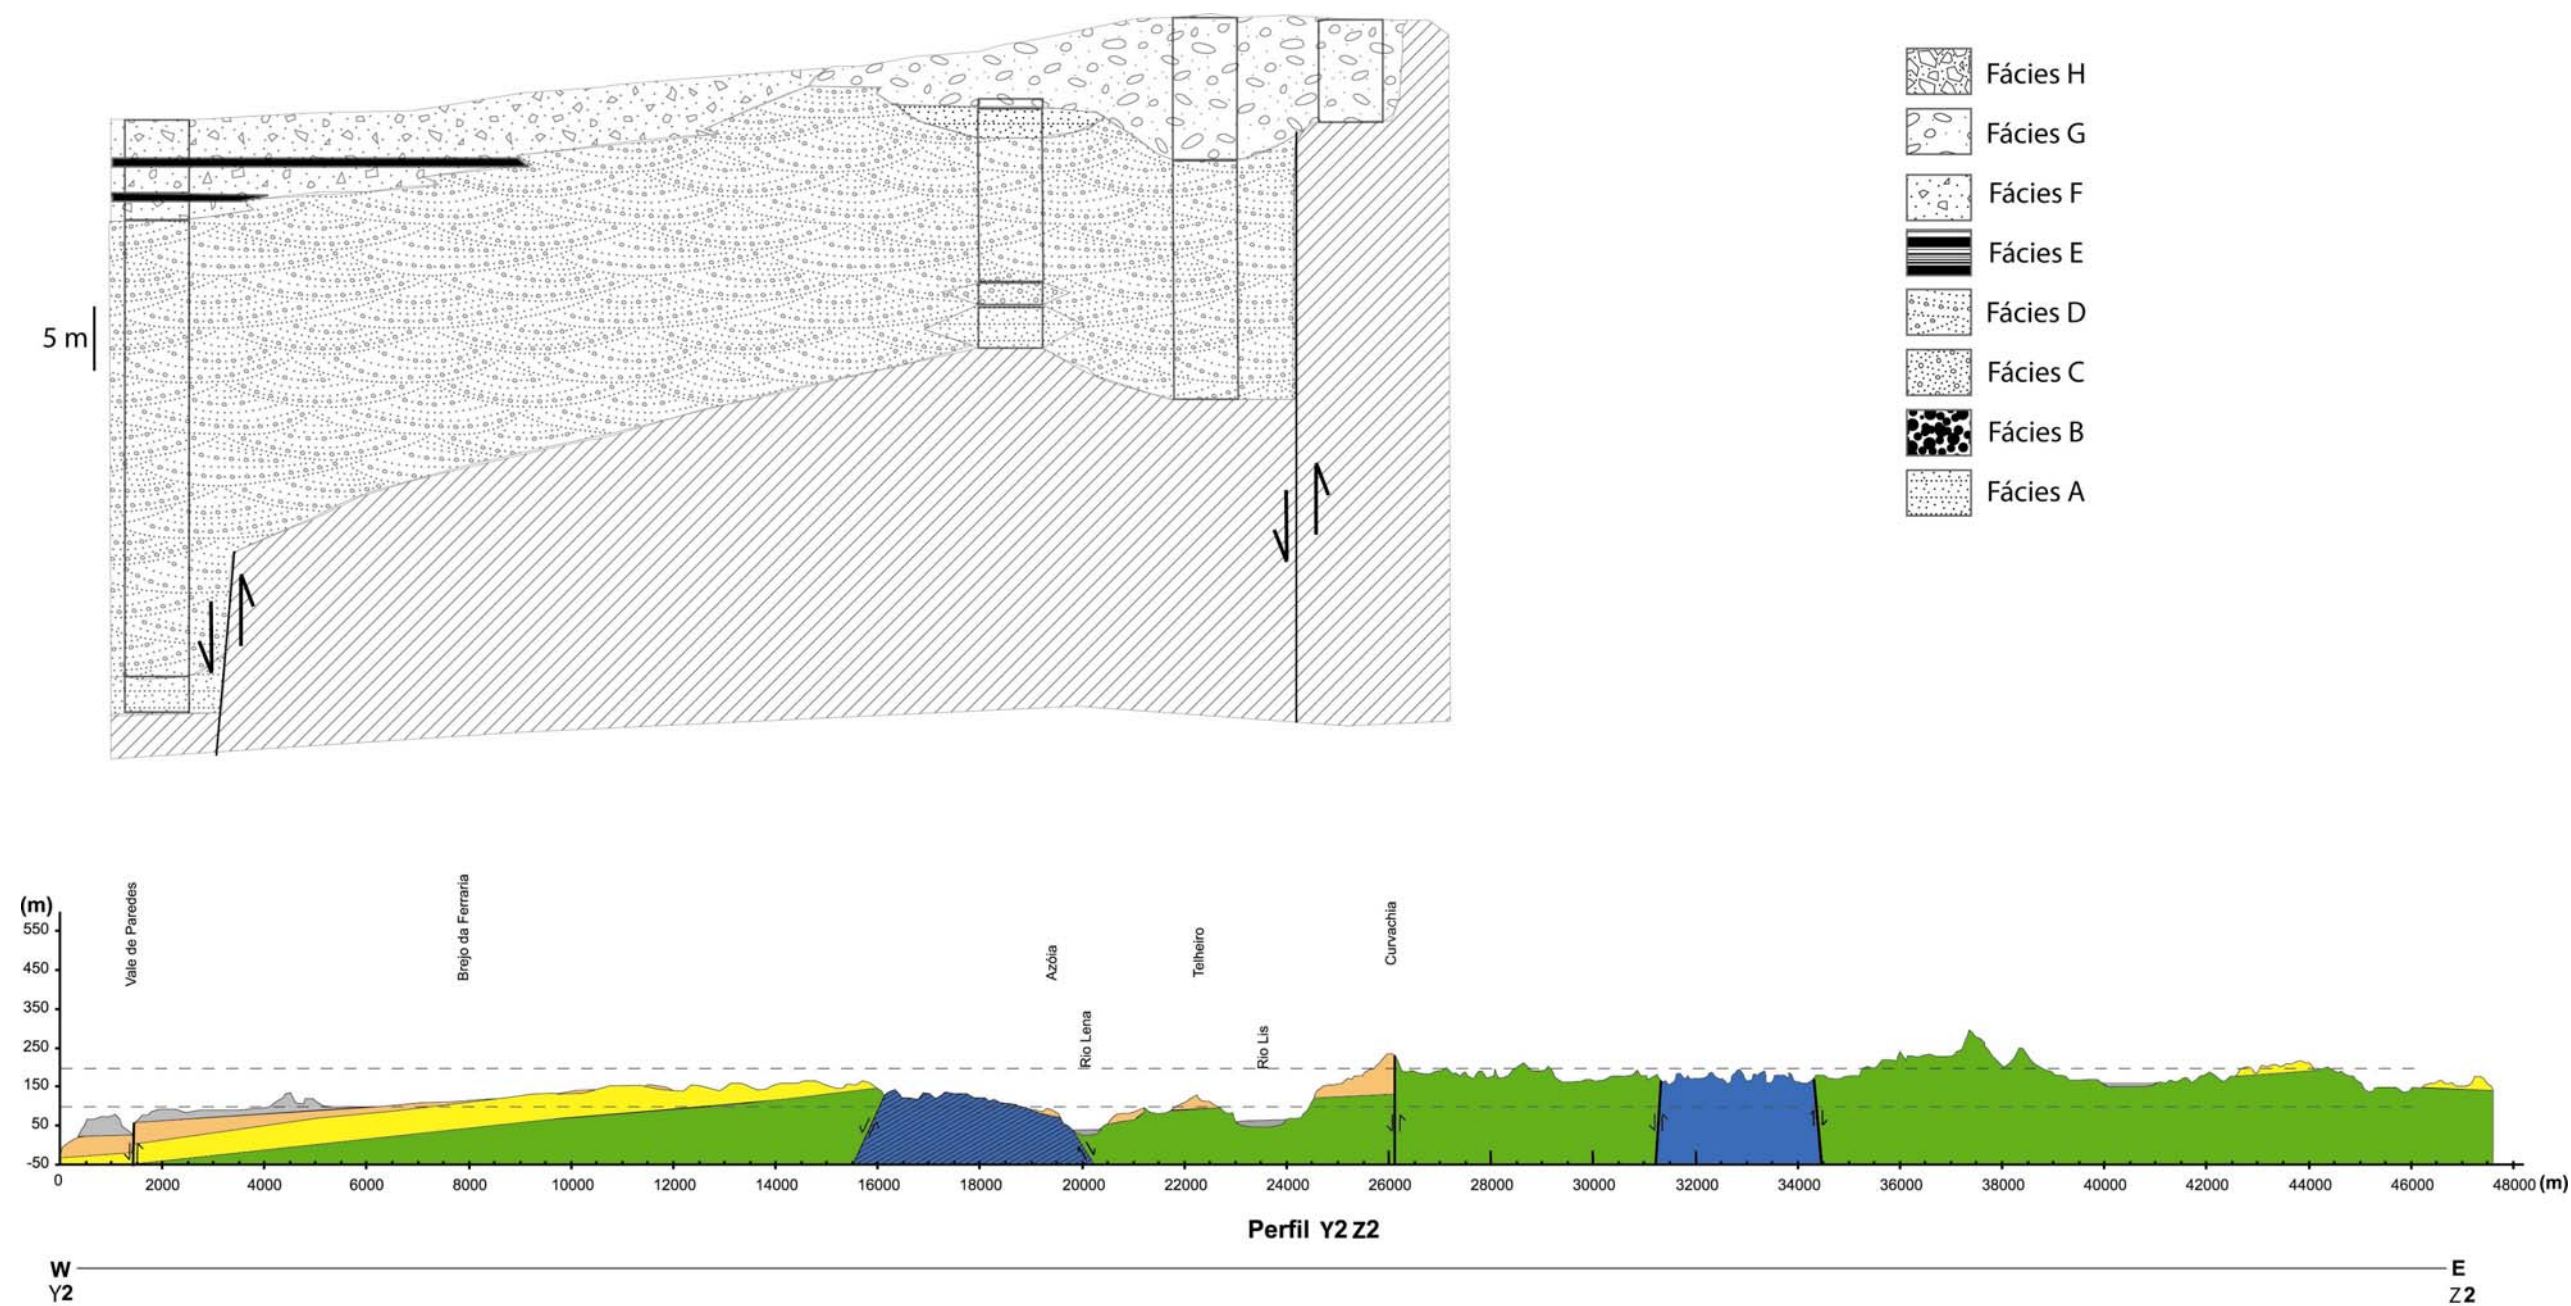 Fácies H
Fácies G
Fácies F
Fácies E
Fácies D
Fácies C
Fácies B
Fácies A
5 m
Vale de Paredes
Brejo da Ferraria
Azóia
Rio Lena
Telheiro
Rio Lis
Curvachia
(m)
550
450
350
250
150
50
-50
0 2000 4000 6000 8000 10000 12000 14000 16000 18000 20000 22000 24000 26000 28000 30000 32000 34000 36000 38000 40000 42000 44000 46000 48000 (m)
Perfil Y2 Z2
W E
Y2 Z2